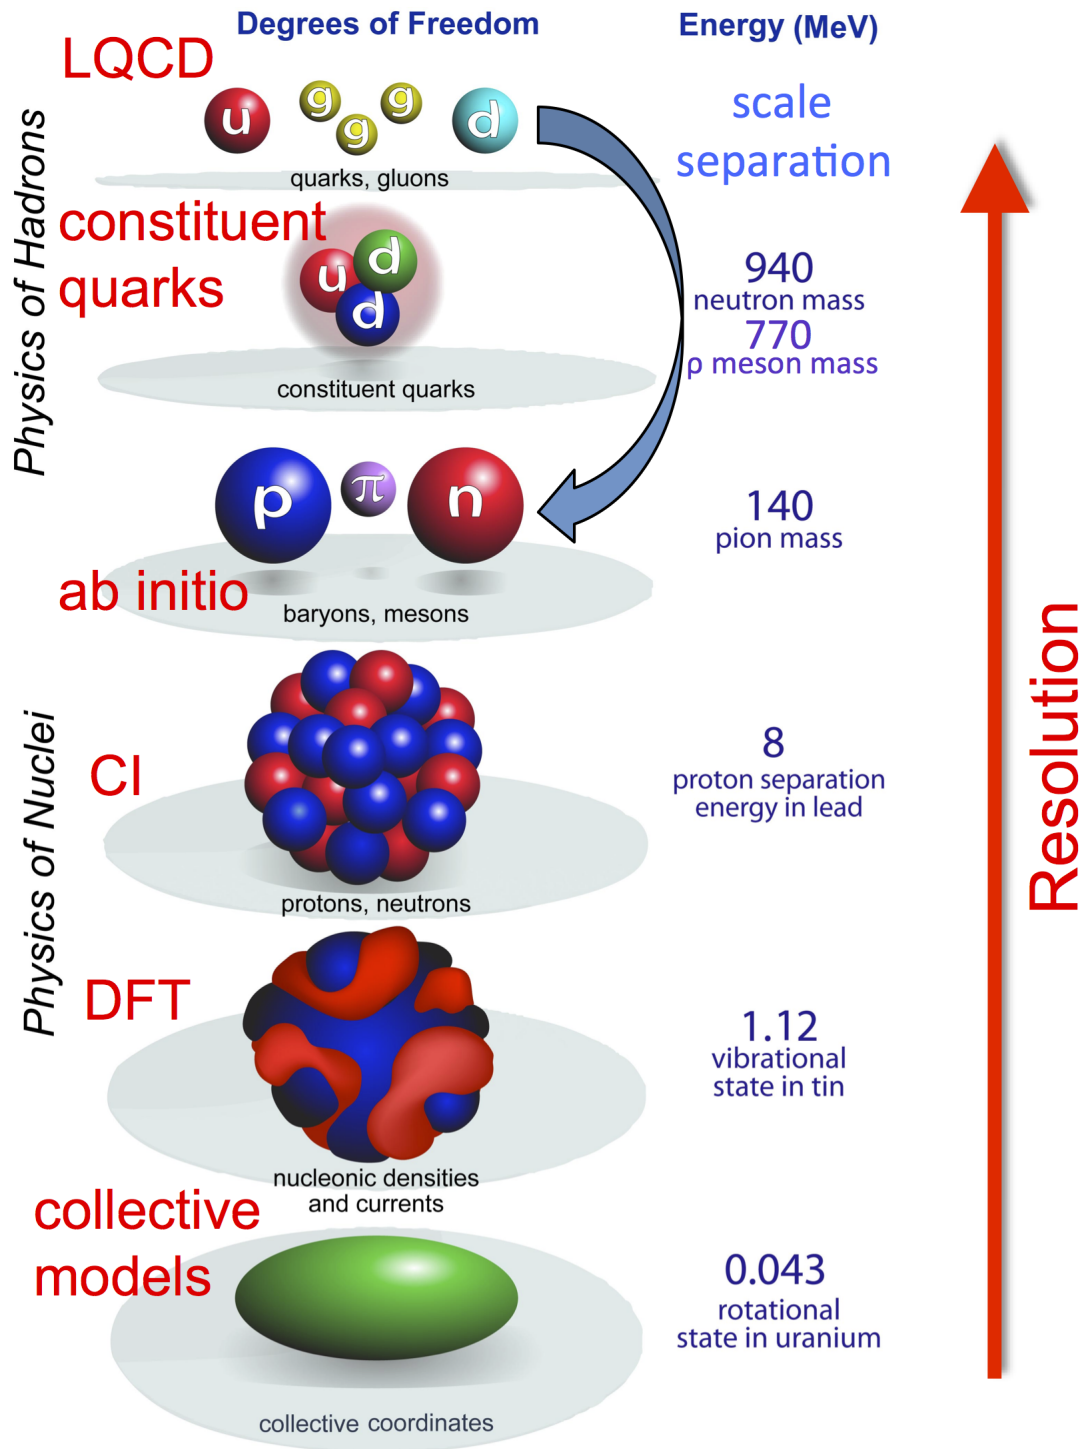 Degrees of Freedom
Energy (MeV)
LQCD
u
g
g
g
d
quarks, gluons
scale
separation
Physics of Hadrons
constituent
quarks
u
d
d
constituent quarks
940
neutron mass
770
ρ meson mass
p
π
n
140
pion mass
ab initio
baryons, mesons
Resolution
Physics of Nuclei
CI
protons, neutrons
8
proton separation
energy in lead
DFT
nucleonic densities
and currents
1.12
vibrational
state in tin
collective
models
collective coordinates
0.043
rotational
state in uranium